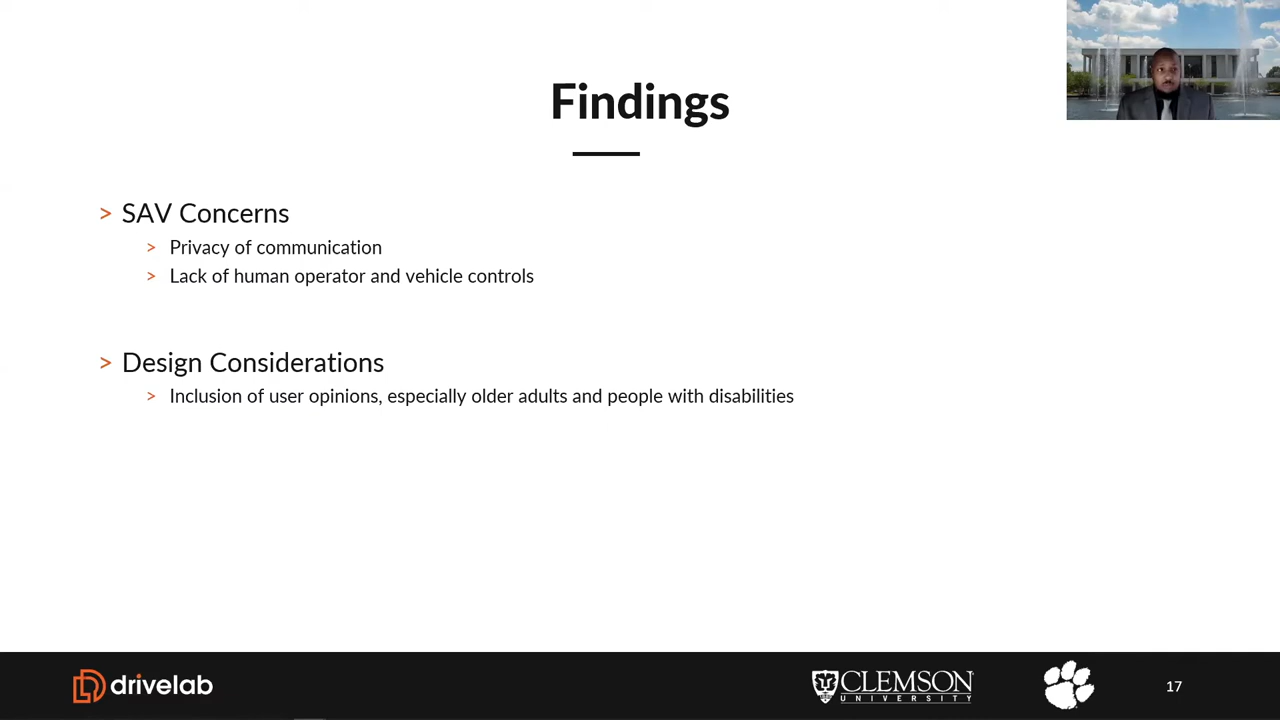 Findings
> SAV Concerns
> Privacy of communication
> Lack of human operator and vehicle controls
> Design Considerations
> Inclusion of user opinions, especially older adults and people with disabilities
drivelab
CLEMSON
UNIVERSITY
17